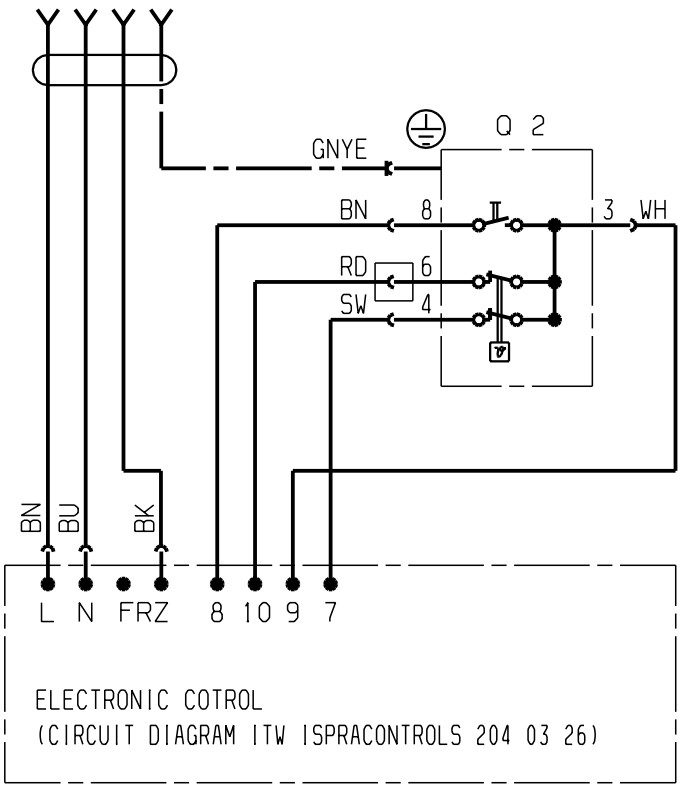 Q 2
GNYE
BN 8 3 WH
RD 6
SW 4
ϑ
BN BU BK
L N FRZ 8 10 9 7
ELECTRONIC COTROL
(CIRCUIT DIAGRAM ITW ISPRACONTROLS 204 03 26)